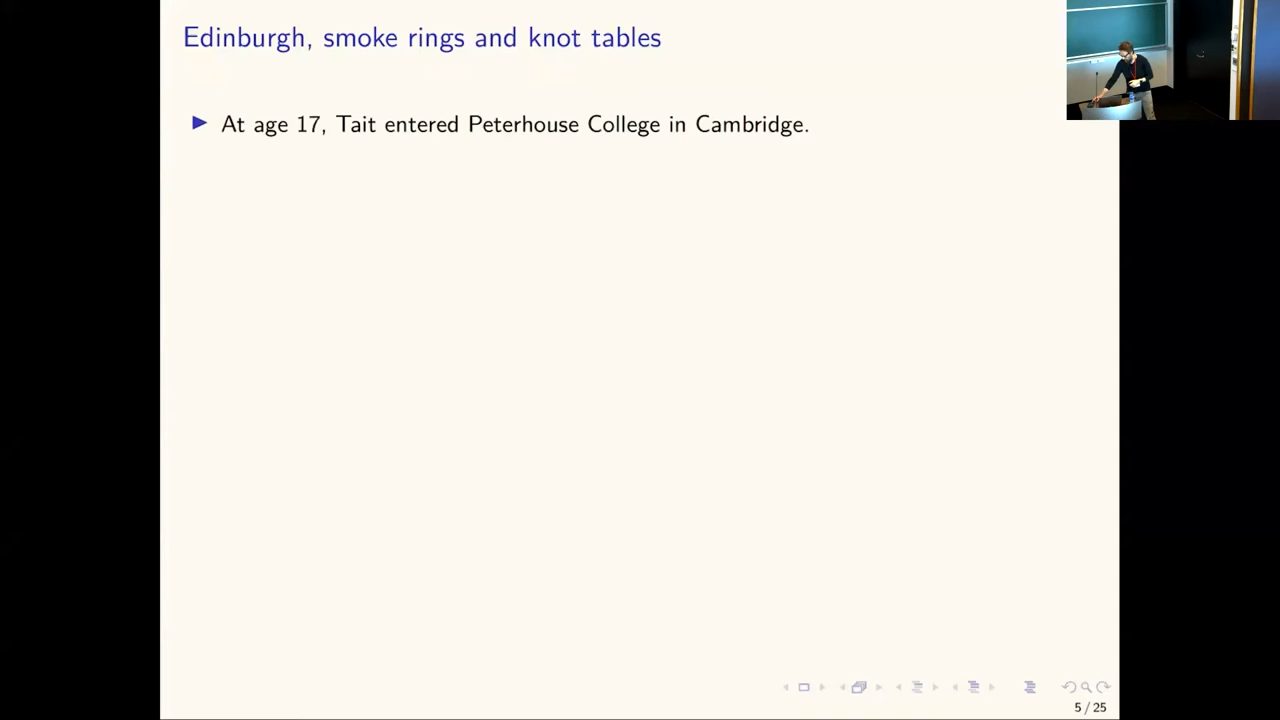 Edinburgh, smoke rings and knot tables
At age 17, Tait entered Peterhouse College in Cambridge.
5 / 25